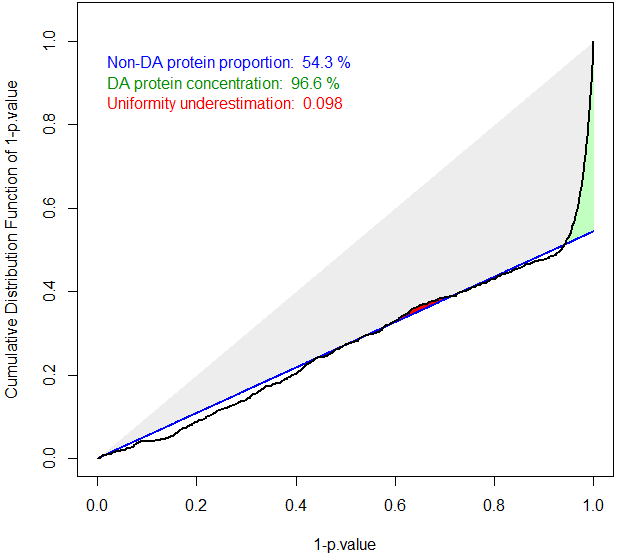 Non-DA protein proportion: 54.3 %
DA protein concentration: 96.6 %
Uniformity underestimation: 0.098
Cumulative Distribution Function of 1-p.value
1.0
0.8
0.6
0.4
0.2
0.0
0.0 0.2 0.4 0.6 0.8 1.0
1-p.value